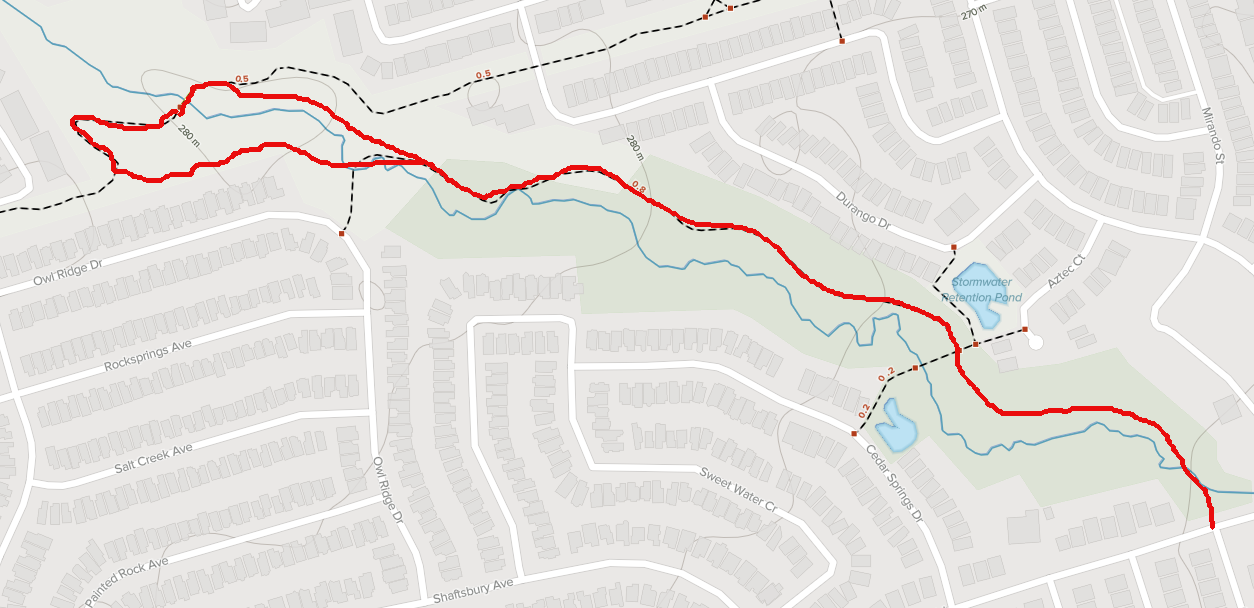 270 m
0.5
0.5
280 m
280 m
Mirando St
0.8
Durango Dr
Owl Ridge Dr
Aztec Ct
Stormwater
Retention Pond
Rocksprings Ave
0.2
0.2
Salt Creek Ave
Owl Ridge Dr
Sweet Water Cr
Cedar Springs Dr
Painted Rock Ave
Shaftsbury Ave